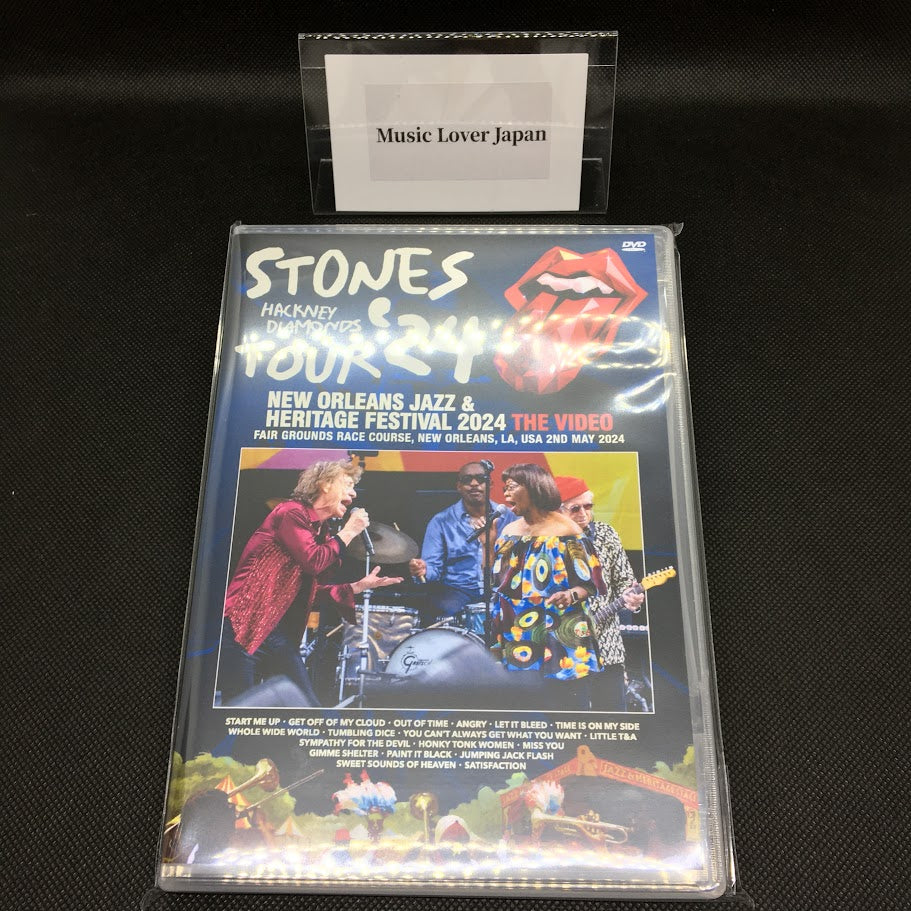 Music Lover Japan
DVD
STONES
HACKNEY
DIAMONDS
TOUR '24
NEW ORLEANS JAZZ &
HERITAGE FESTIVAL 2024 THE VIDEO
FAIR GROUNDS RACE COURSE, NEW ORLEANS, LA, USA 2ND MAY 2024
Gretsch
START ME UP · GET OFF OF MY CLOUD · OUT OF TIME · ANGRY · LET IT BLEED · TIME IS ON MY SIDE
WHOLE WIDE WORLD · TUMBLING DICE · YOU CAN'T ALWAYS GET WHAT YOU WANT · LITTLE T&A
SYMPATHY FOR THE DEVIL · HONKY TONK WOMEN · MISS YOU
GIMME SHELTER · PAINT IT BLACK · JUMPING JACK FLASH
SWEET SOUNDS OF HEAVEN · SATISFACTION
JAZZ & HERITAGE STAGE